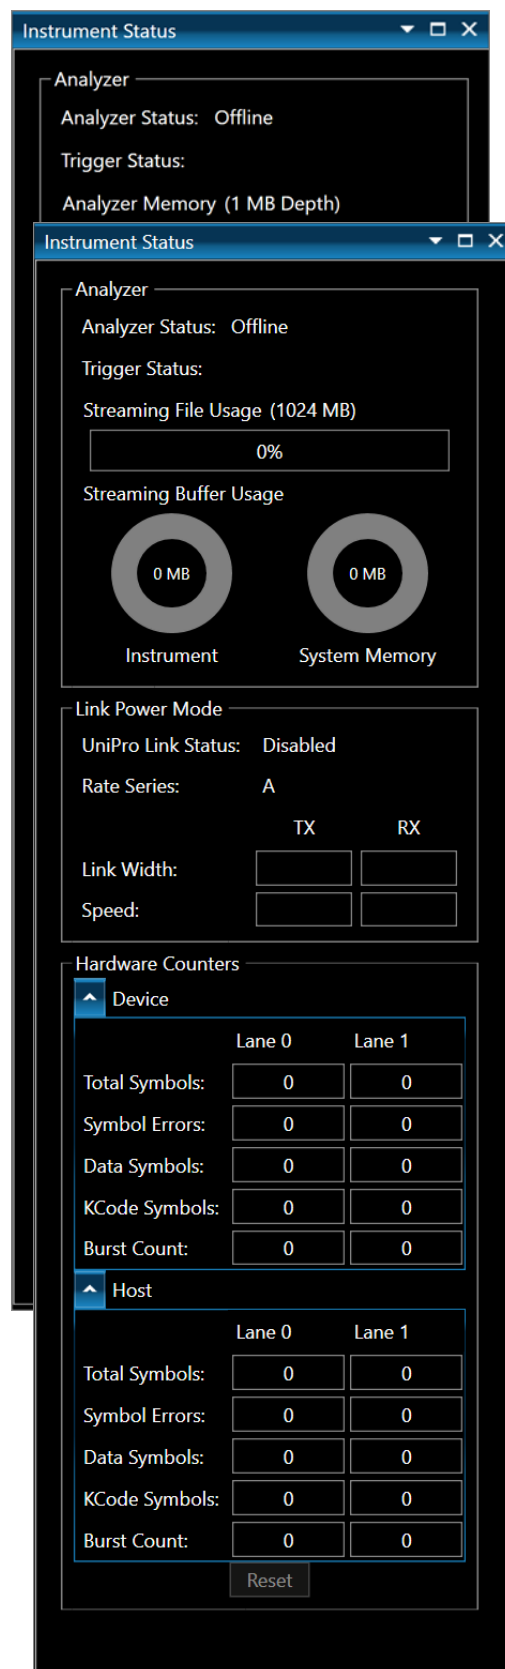 Instrument Status
Analyzer
Analyzer Status: Offline
Trigger Status:
Analyzer Memory (1 MB Depth)
Instrument Status
Analyzer
Analyzer Status: Offline
Trigger Status:
Streaming File Usage (1024 MB)
0%
Streaming Buffer Usage
0 MB 0 MB
Instrument System Memory
Link Power Mode
UniPro Link Status: Disabled
Rate Series: A
TX RX
Link Width:
Speed:
Hardware Counters
Device
Lane 0 Lane 1
Total Symbols: 0 0
Symbol Errors: 0 0
Data Symbols: 0 0
KCode Symbols: 0 0
Burst Count: 0 0
Host
Lane 0 Lane 1
Total Symbols: 0 0
Symbol Errors: 0 0
Data Symbols: 0 0
KCode Symbols: 0 0
Burst Count: 0 0
Reset